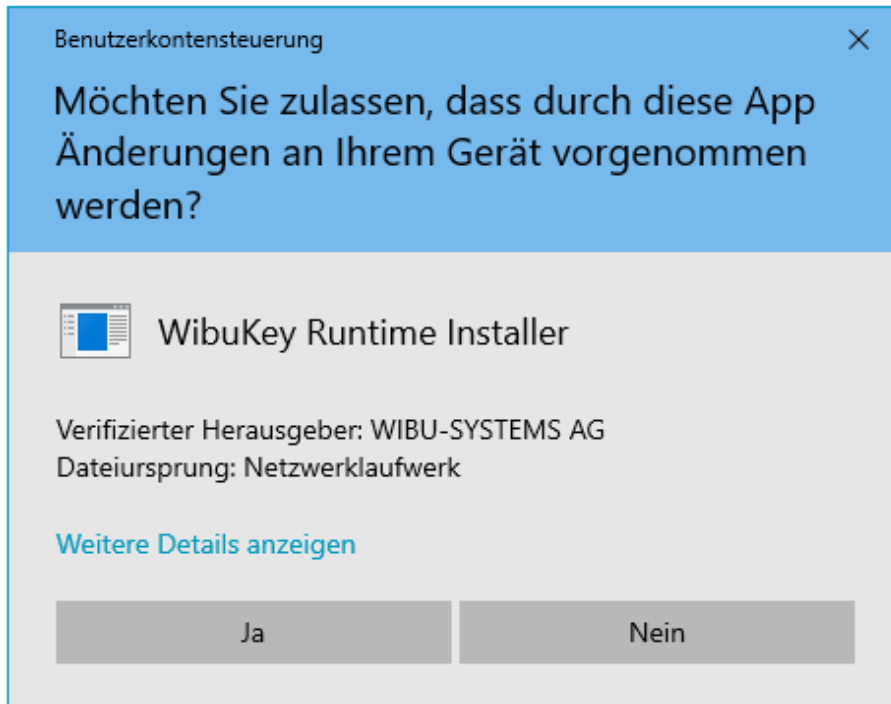 Benutzerkontensteuerung
Möchten Sie zulassen, dass durch diese App
Änderungen an Ihrem Gerät vorgenommen
werden?
WibuKey Runtime Installer
Verifizierter Herausgeber: WIBU-SYSTEMS AG
Dateiursprung: Netzwerklaufwerk
Weitere Details anzeigen
Ja
Nein